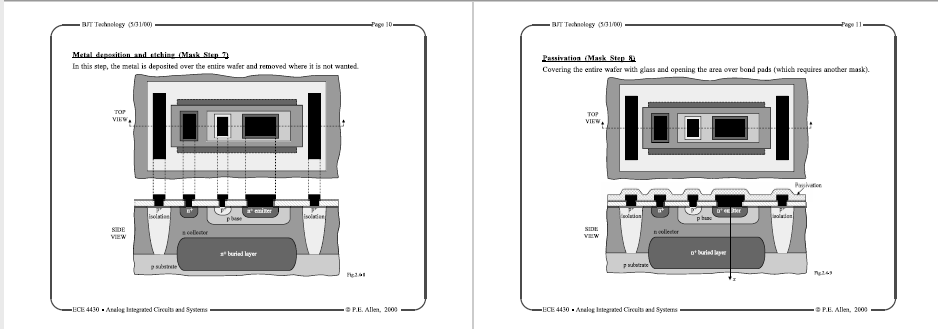 BJT Technology (5/31/00) Page 10
Metal deposition and etching (Mask Step 7)
In this step, the metal is deposited over the entire wafer and removed where it is not wanted.
TOP
VIEW
p+
isolation
n+
p+
p base
n+ emitter
p+
isolation
n collector
SIDE
VIEW
n+ buried layer
p substrate
Fig.2.6-8
ECE 4430 • Analog Integrated Circuits and Systems © P.E. Allen, 2000
BJT Technology (5/31/00) Page 11
Passivation (Mask Step 8)
Covering the entire wafer with glass and opening the area over bond pads (which requires another mask).
TOP
VIEW
Passivation
p+
isolation
n+
p+
p base
n+ emitter
p+
isolation
n collector
SIDE
VIEW
n+ buried layer
p substrate
x
Fig.2.6-9
ECE 4430 • Analog Integrated Circuits and Systems © P.E. Allen, 2000